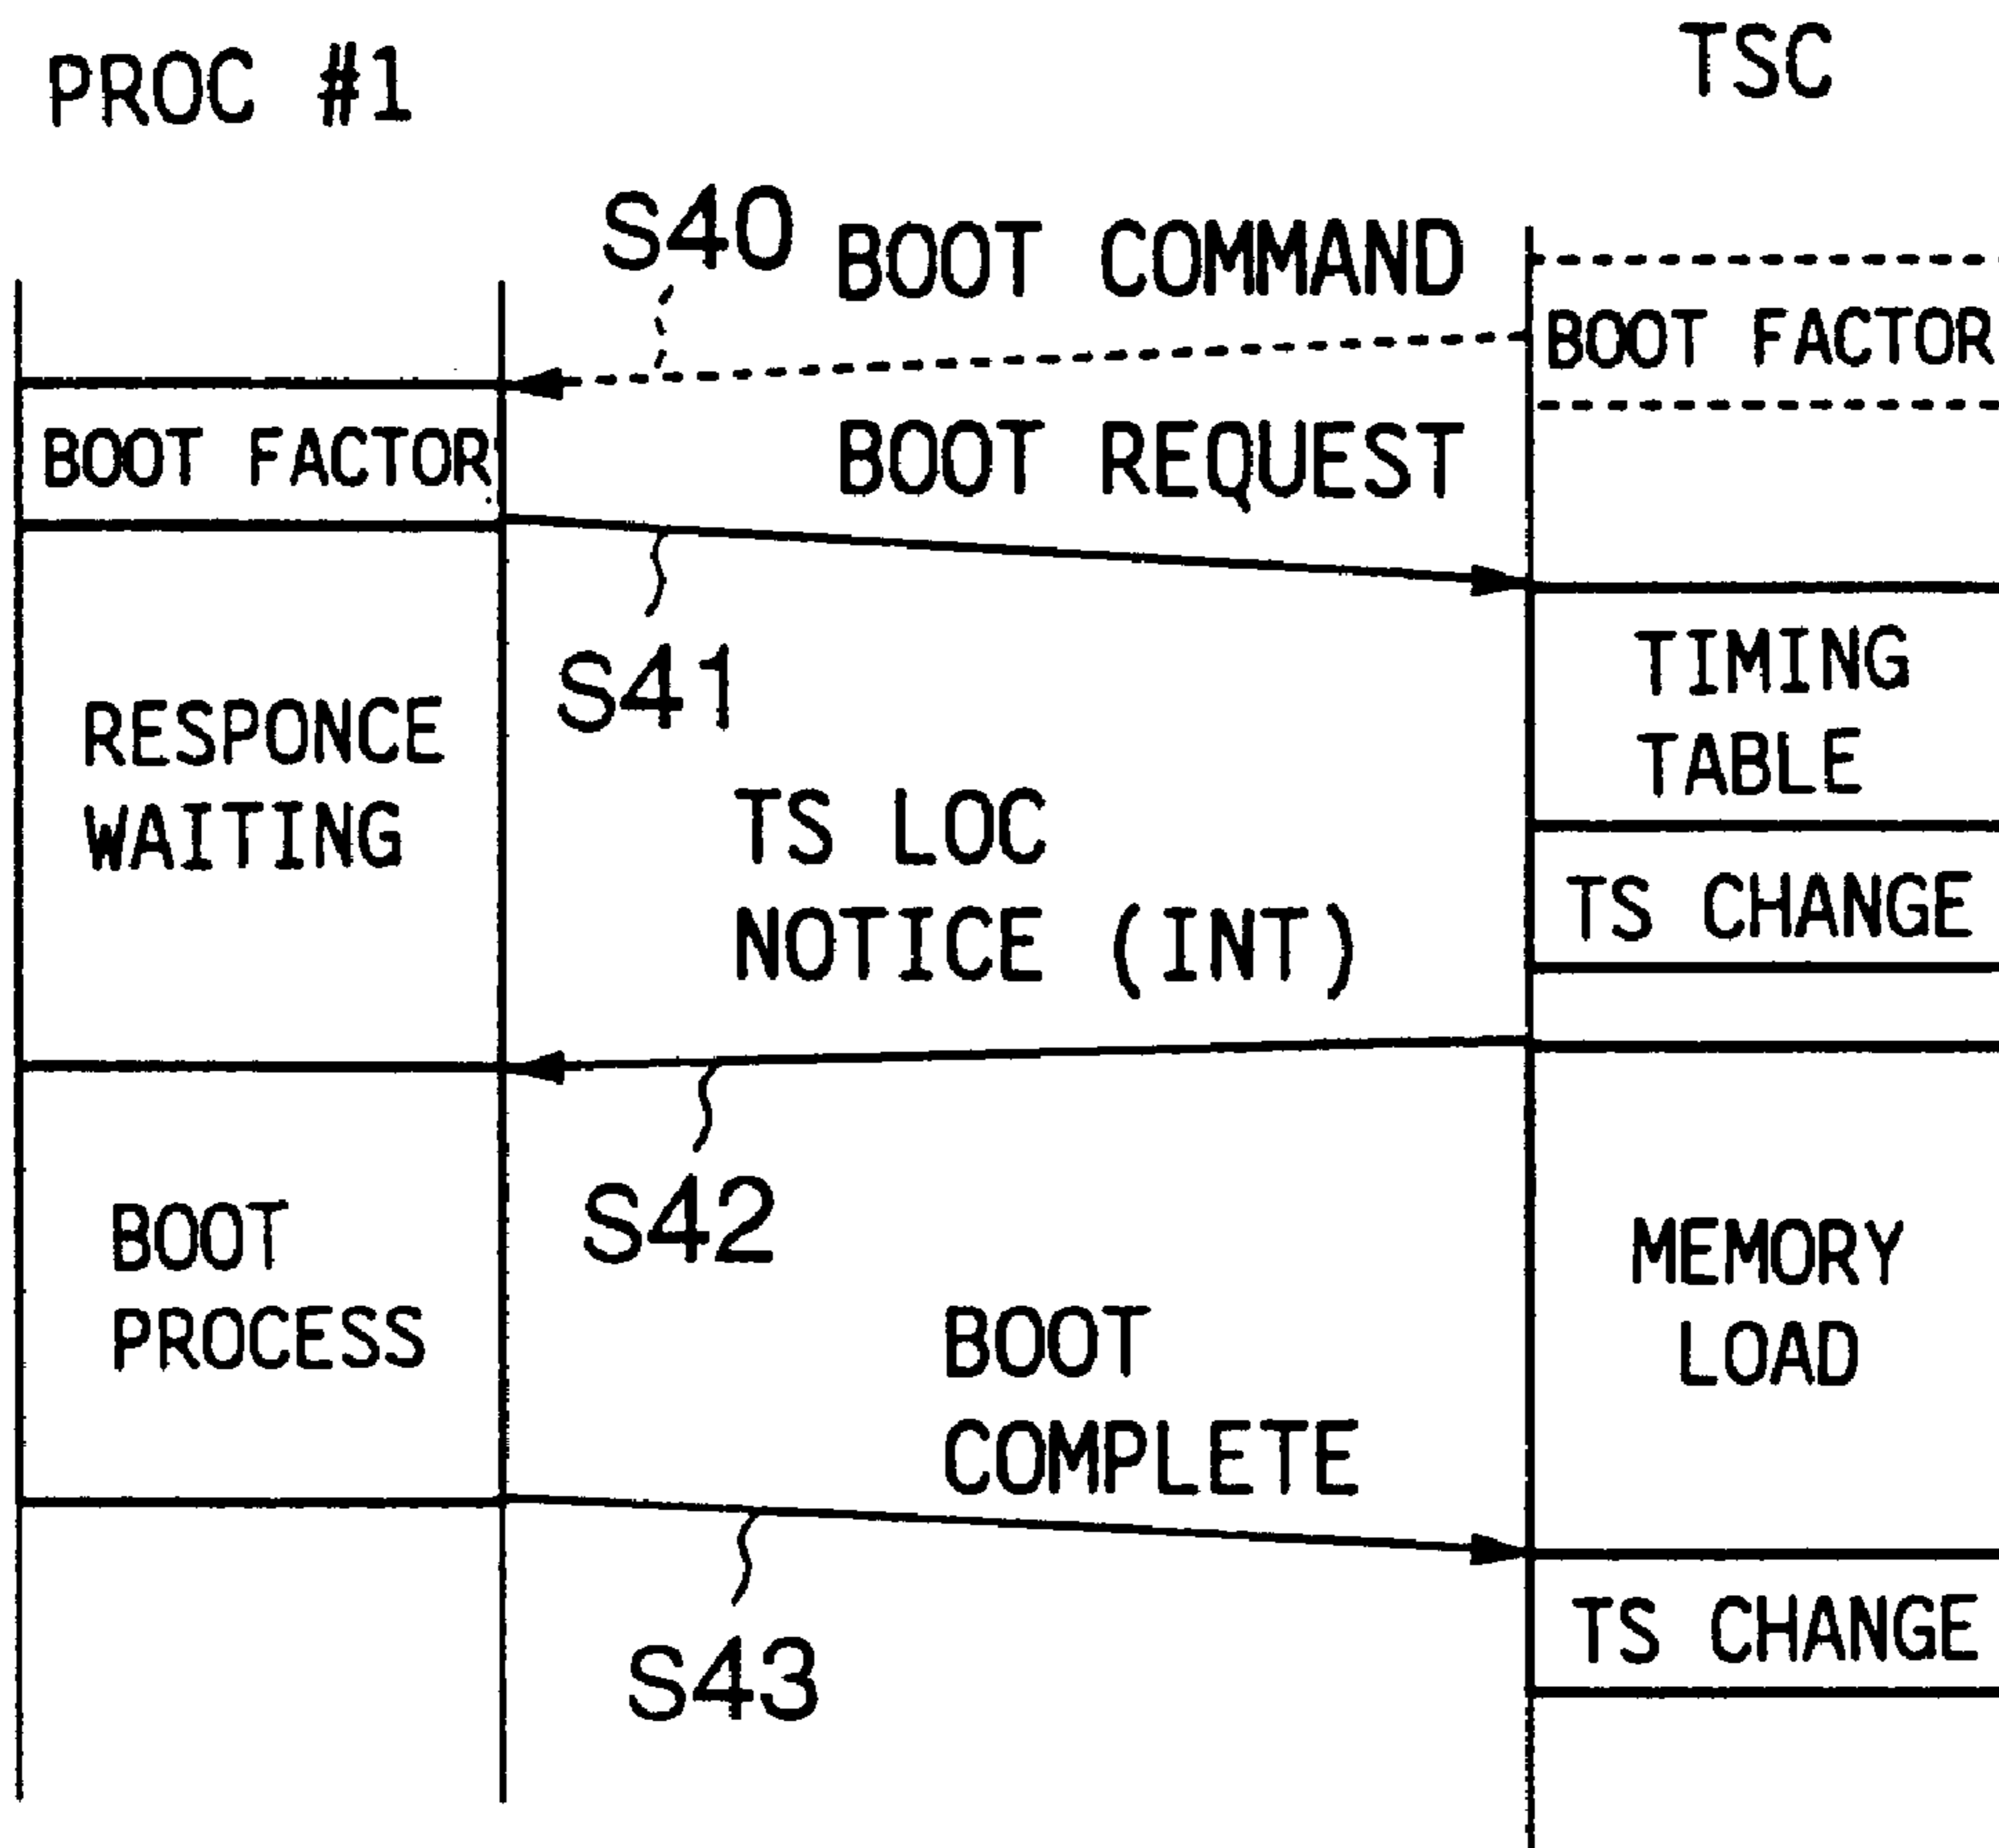 PROC #1
TSC
S40
BOOT COMMAND
BOOT FACTOR
BOOT FACTOR
BOOT REQUEST
S41
TIMING
TABLE
RESPONCE
WAITING
TS LOC
NOTICE (INT)
TS CHANGE
S42
BOOT
PROCESS
MEMORY
LOAD
BOOT
COMPLETE
TS CHANGE
S43